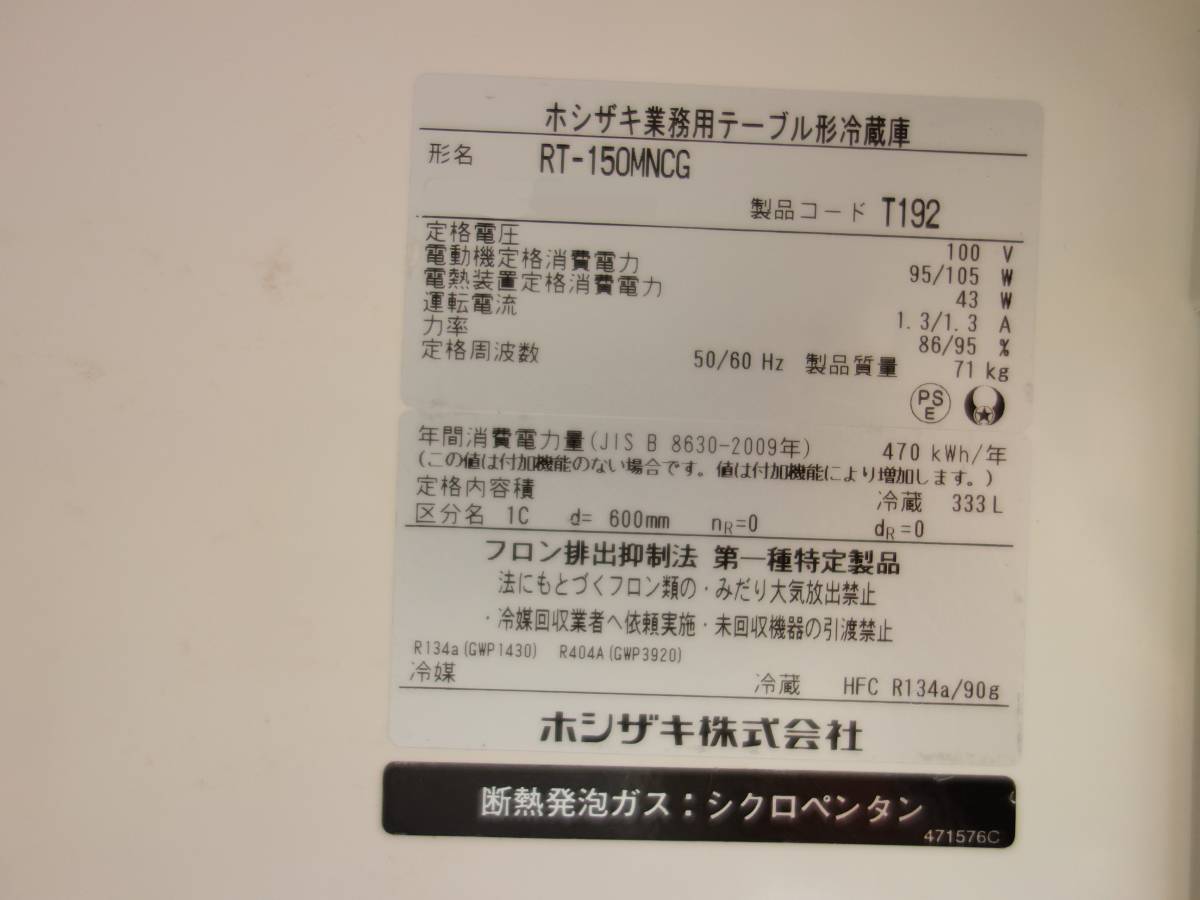 ホシザキ業務用テーブル形冷蔵庫
形名 RT-150MNCG
製品コード T192
定格電圧 100 V
電動機定格消費電力 95/105 W
電熱装置定格消費電力 43 W
運転電流 1.3/1.3 A
力率 86/95 %
定格周波数 50/60 Hz 製品質量 71 kg
PS E
年間消費電力量(JIS B 8630-2009年) 470 kWh/年
(この値は付加機能のない場合です。値は付加機能により増加します。)
定格内容積 冷蔵 333L
区分名 1C d= 600mm nR=0 dR=0
フロン排出抑制法 第一種特定製品
法にもとづくフロン類の・みだり大気放出禁止
・冷媒回収業者へ依頼実施・未回収機器の引渡禁止
R134a(GWP1430) R404A(GWP3920)
冷媒 冷蔵 HFC R134a/90g
ホシザキ株式会社
断熱発泡ガス:シクロペンタン
471576C